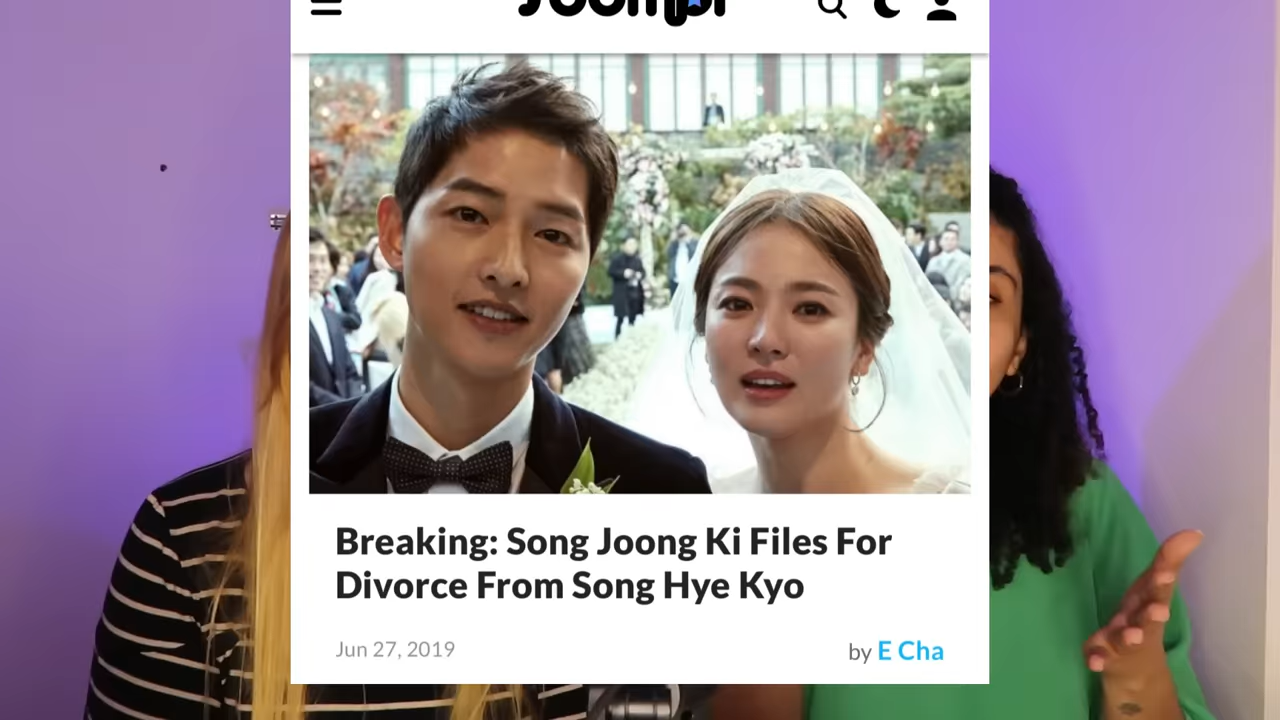 Breaking: Song Joong Ki Files For
Divorce From Song Hye Kyo
Jun 27, 2019
by E Cha